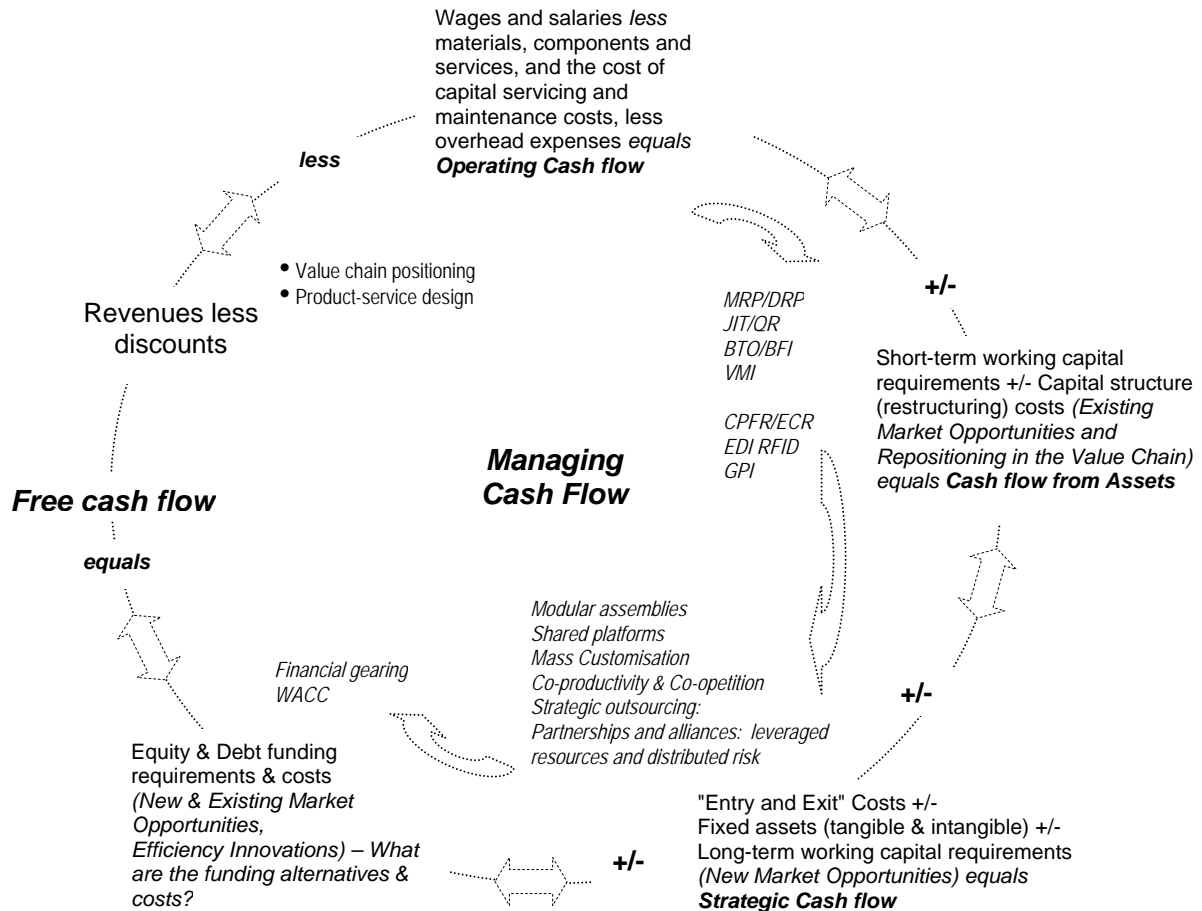 Wages and salaries less
materials, components and
services, and the cost of
capital servicing and
maintenance costs, less
overhead expenses equals
Operating Cash flow
less
• Value chain positioning
• Product-service design
Revenues less
discounts
+/-
MRP/DRP
JIT/QR
BTO/BFI
VMI
CPFR/ECR
EDI RFID
GPI
Short-term working capital
requirements +/- Capital structure
(restructuring) costs (Existing
Market Opportunities and
Repositioning in the Value Chain)
equals Cash flow from Assets
Managing
Cash Flow
Free cash flow
equals
Modular assemblies
Shared platforms
Mass Customisation
Co-productivity & Co-opetition
Strategic outsourcing:
Partnerships and alliances: leveraged
resources and distributed risk
+/-
Financial gearing
WACC
Equity & Debt funding
requirements & costs
(New & Existing Market
Opportunities,
Efficiency Innovations) – What
are the funding alternatives &
costs?
+/-
"Entry and Exit" Costs +/-
Fixed assets (tangible & intangible) +/-
Long-term working capital requirements
(New Market Opportunities) equals
Strategic Cash flow